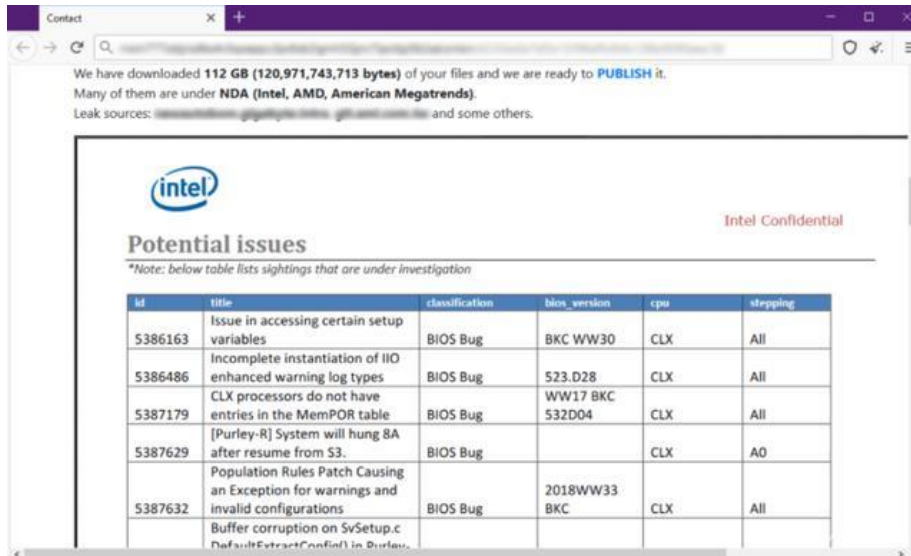 Contact
We have downloaded 112 GB (120,971,743,713 bytes) of your files and we are ready to PUBLISH it.
Many of them are under NDA (Intel, AMD, American Megatrends).
Leak sources: and some others.
intel
Intel Confidential
Potential issues
*Note: below table lists sightings that are under investigation
id title classification bios_version cpu stepping
Issue in accessing certain setup
5386163 variables BIOS Bug BKC WW30 CLX All
Incomplete instantiation of IIO
5386486 enhanced warning log types BIOS Bug 523.D28 CLX All
CLX processors do not have WW17 BKC
5387179 entries in the MemPOR table BIOS Bug 532D04 CLX All
[Purley-R] System will hung 8A
5387629 after resume from S3. BIOS Bug CLX A0
Population Rules Patch Causing
an Exception for warnings and 2018WW33
5387632 invalid configurations BIOS Bug BKC CLX All
Buffer corruption on SvSetup.c
DefaultExtractConfig() in Purley-